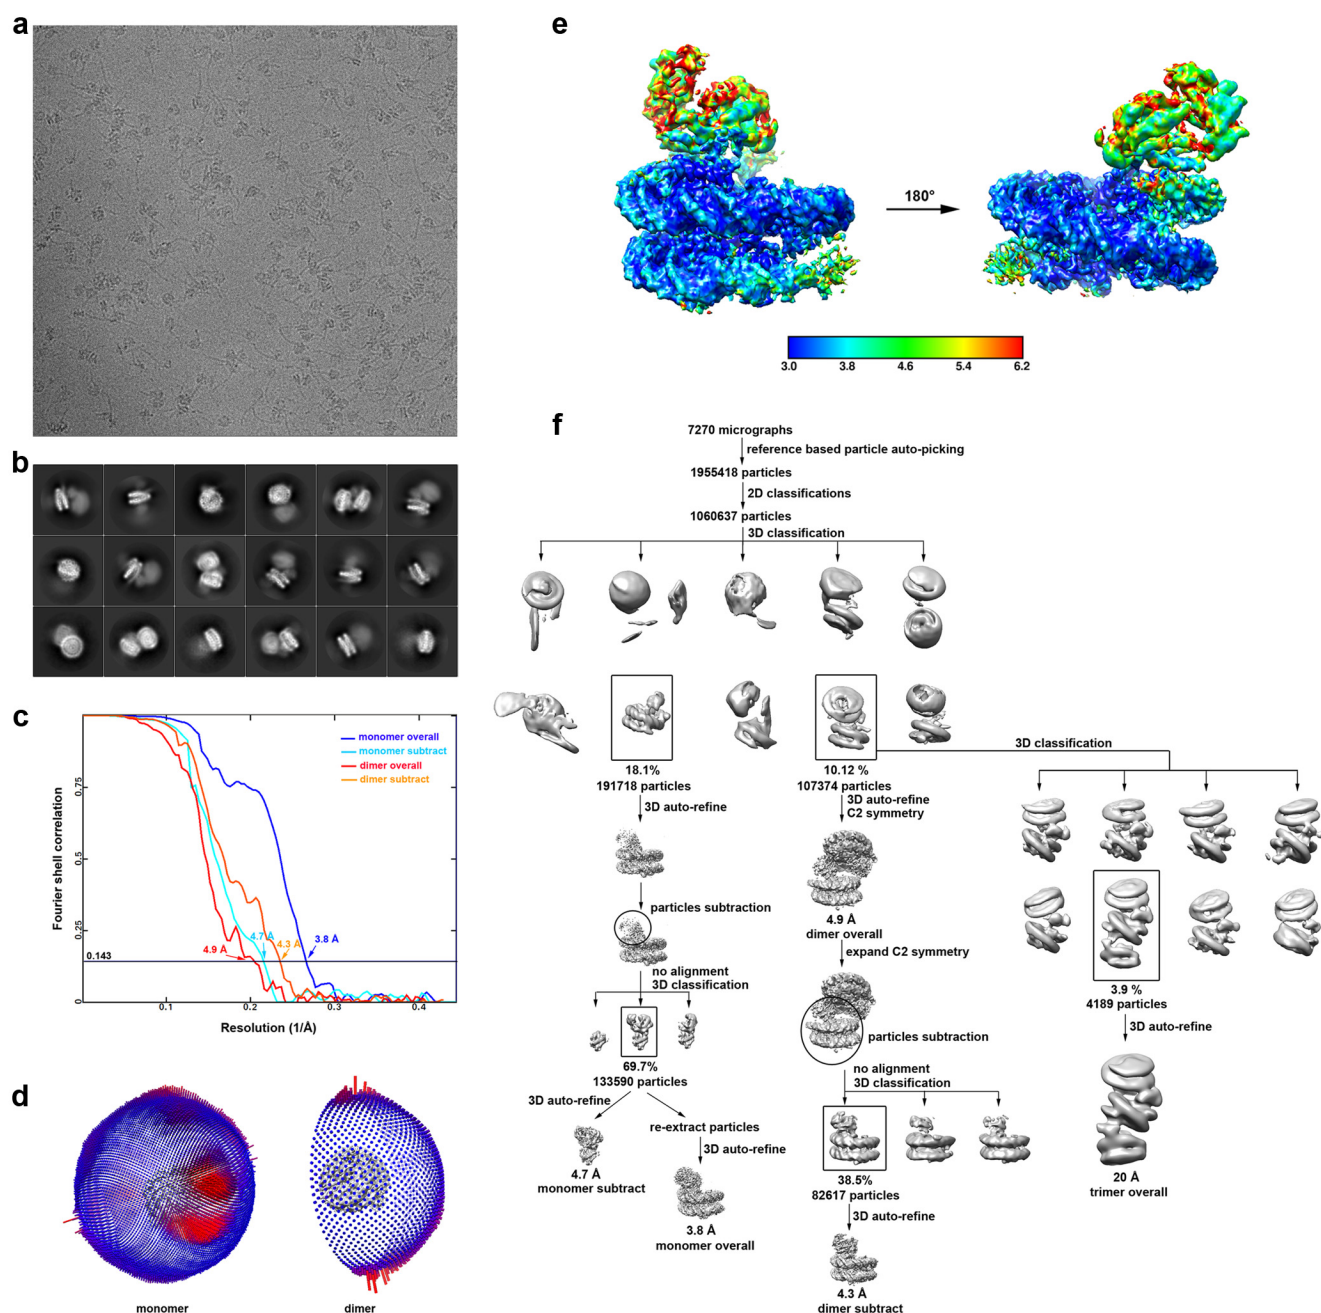 a
b
c
monomer overall
monomer subtract
dimer overall
dimer subtract
Fourier shell correlation
0.75
0.5
0.25
0
0.143
4.9 Å
4.7 Å
4.3 Å
3.8 Å
0.1
0.2
0.3
0.4
Resolution (1/Å)
d
monomer
dimer
e
180°
3.0
3.8
4.6
5.4
6.2
f
7270 micrographs
reference based particle auto-picking
1955418 particles
2D classifications
1060637 particles
3D classification
18.1%
191718 particles
3D auto-refine
particles subtraction
no alignment
3D classification
69.7%
133590 particles
3D auto-refine
re-extract particles
3D auto-refine
4.7 Å
monomer subtract
3.8 Å
monomer overall
10.12 %
107374 particles
3D auto-refine
C2 symmetry
4.9 Å
dimer overall
expand C2 symmetry
particles subtraction
no alignment
3D classification
38.5%
82617 particles
3D auto-refine
4.3 Å
dimer subtract
3D classification
3.9 %
4189 particles
3D auto-refine
20 Å
trimer overall